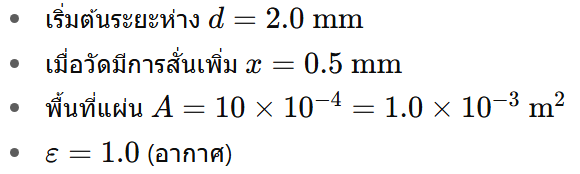 • เริ่มต้นระยะห่าง d = 2.0 mm
• เมื่อวัดมีการสั่นเพิ่ม x = 0.5 mm
• พื้นที่แผ่น A = 10 × 10⁻⁴ = 1.0 × 10⁻³ m²
• ε = 1.0 (อากาศ)